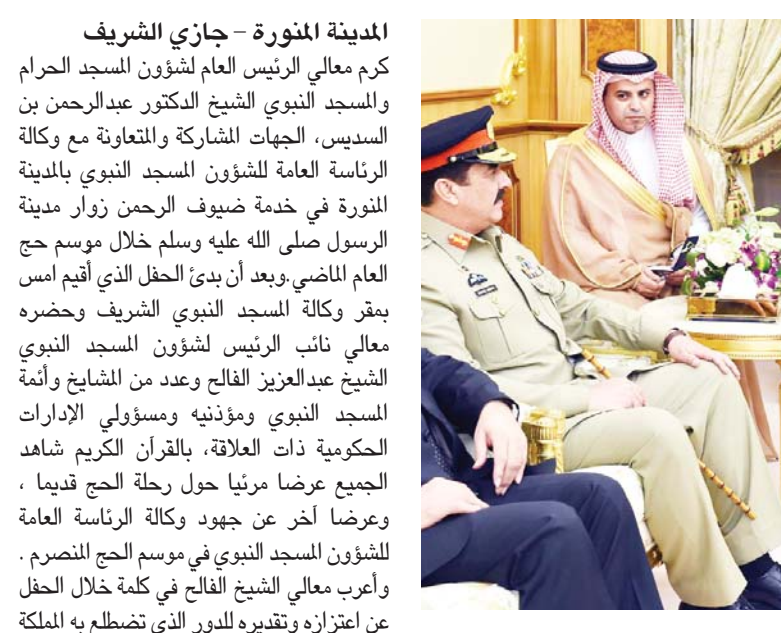 المدينة المنورة – جازي الشريف
كرم معالي الرئيس العام لشؤون المسجد الحرام
والمسجد النبوي الشيخ الدكتور عبدالرحمن بن
السديس، الجهات المشاركة والمتعاونة مع وكالة
الرئاسة العامة للشؤون المسجد النبوي بالمدينة
المنورة في خدمة ضيوف الرحمن زوار مدينة
الرسول صلى الله عليه وسلم خلال موسم حج
العام الماضي.وبعد أن بدئ الحفل الذي أقيم امس
بمقر وكالة المسجد النبوي الشريف وحضره
معالي نائب الرئيس لشؤون المسجد النبوي
الشيخ عبدالعزيز الفالح وعدد من المشايخ وأئمة
المسجد النبوي ومؤذنيه ومسؤولي الإدارات
الحكومية ذات العلاقة، بالقرآن الكريم شاهد
الجميع عرضا مرئيا حول رحلة الحج قديما ،
وعرضا آخر عن جهود وكالة الرئاسة العامة
للشؤون المسجد النبوي في موسم الحج المنصرم .
وأعرب معالي الشيخ الفالح في كلمة خلال الحفل
عن اعتزازه وتقديره للدور الذي تضطلع به المملكة